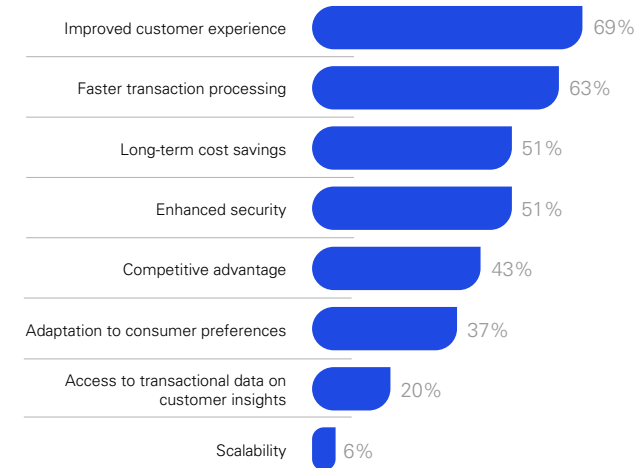 Improved customer experience 69%
Faster transaction processing 63%
Long-term cost savings 51%
Enhanced security 51%
Competitive advantage 43%
Adaptation to consumer preferences 37%
Access to transactional data on
customer insights 20%
Scalability 6%